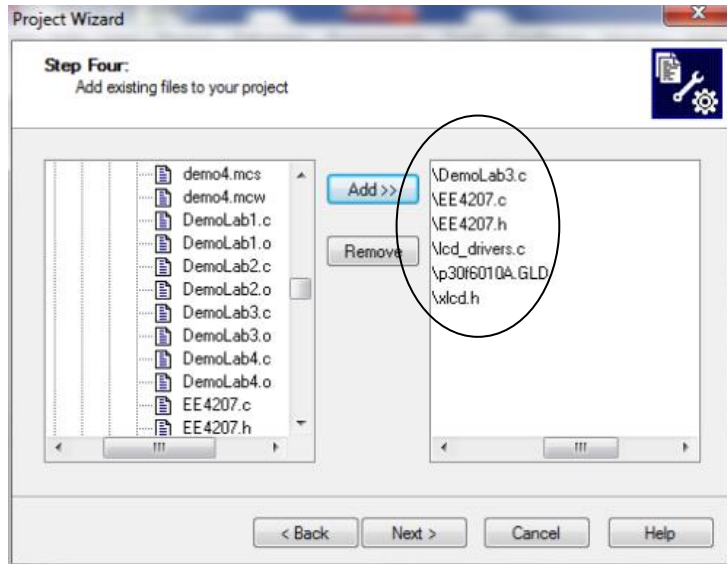 Project Wizard
Step Four:
Add existing files to your project
demo4.mcs
demo4.mcw
DemoLab1.c
DemoLab1.o
DemoLab2.c
DemoLab2.o
DemoLab3.c
DemoLab3.o
DemoLab4.c
DemoLab4.o
EE4207.c
EE4207.h
Add >>
Remove
\DemoLab3.c
\EE4207.c
\EE4207.h
\lcd_drivers.c
\p30f6010A.GLD
\xlcd.h
< Back
Next >
Cancel
Help